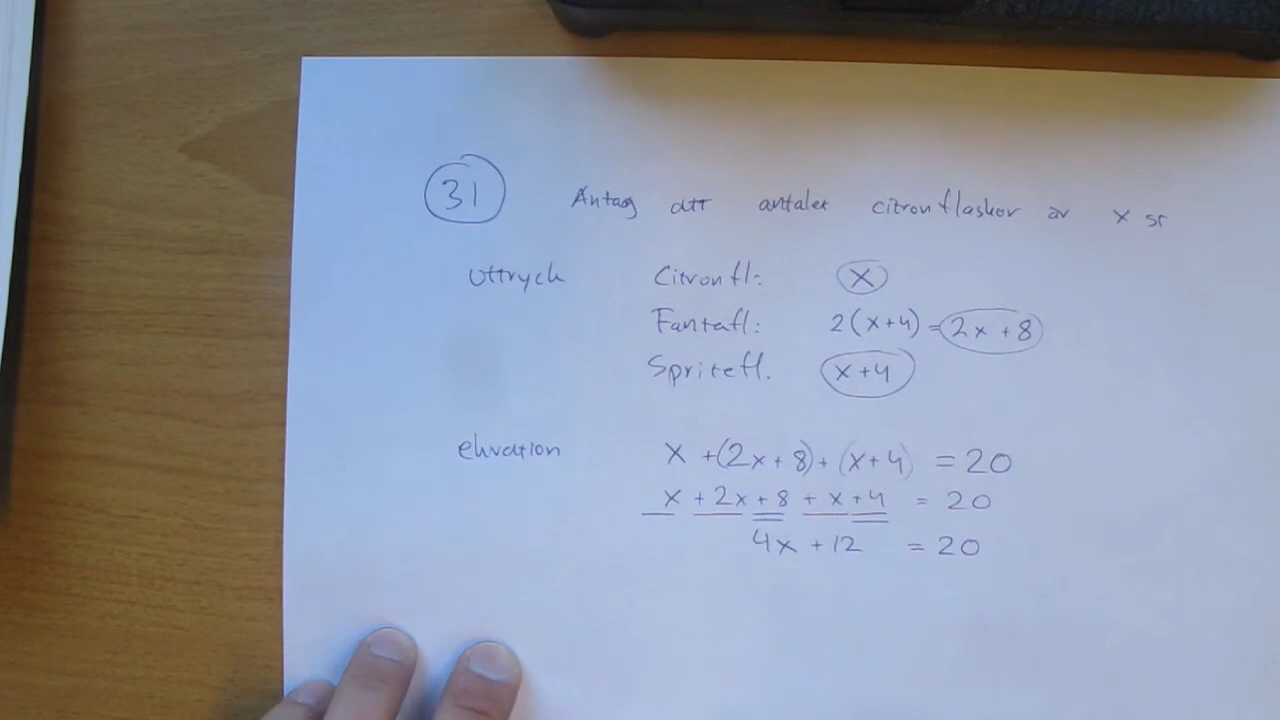 31 Antag att antalet citronflaskor är x st
Uttryck Citronfl: x
Fantafl: 2(x+4) = 2x +8
Spritefl. x+4
ekvation x +(2x+8)+(x+4) = 20
x + 2x + 8 + x + 4 = 20
4x +12 = 20